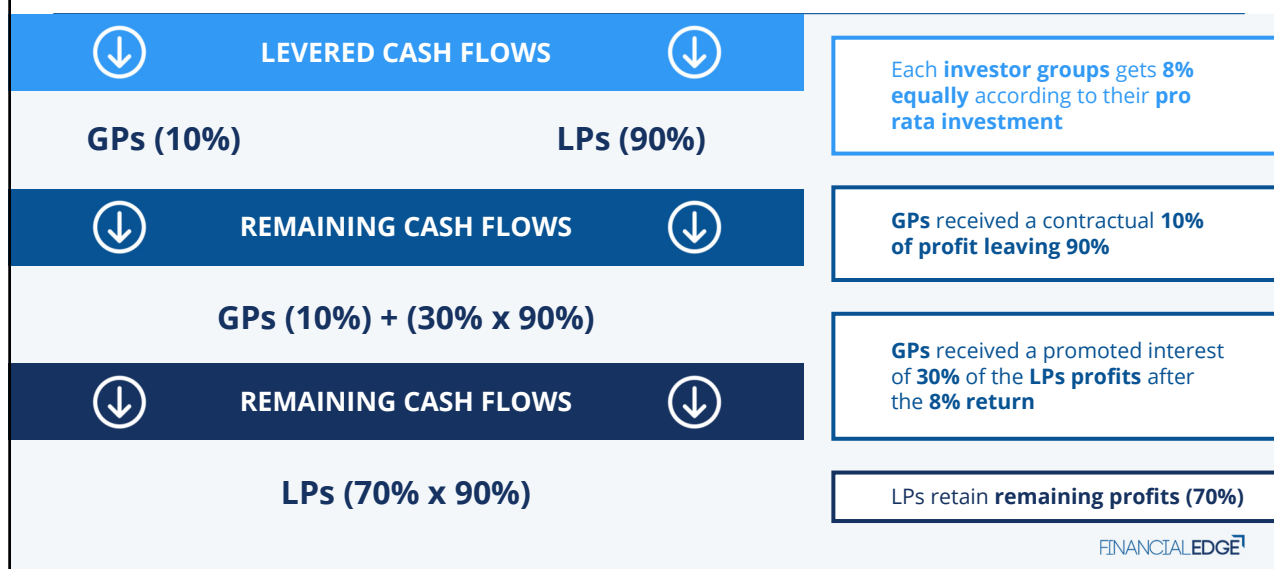 LEVERED CASH FLOWS
GPs (10%)
LPs (90%)
Each investor groups gets 8%
equally according to their pro
rata investment
REMAINING CASH FLOWS
GPs received a contractual 10%
of profit leaving 90%
GPs (10%) + (30% x 90%)
GPs received a promoted interest
of 30% of the LPs profits after
the 8% return
REMAINING CASH FLOWS
LPs (70% x 90%)
LPs retain remaining profits (70%)
FINANCIALEDGE